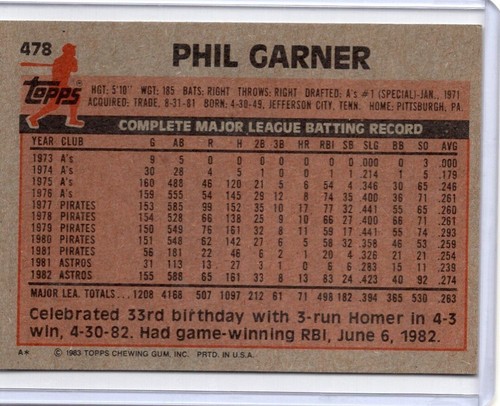 478
PHIL GARNER
Topps
HGT: 5'10" WGT: 185 BATS: RIGHT THROWS: RIGHT DRAFTED: A's #1 (SPECIAL)-JAN., 1971
ACQUIRED: TRADE, 8-31-81 BORN: 4-30-49, JEFFERSON CITY, TENN. HOME: PITTSBURGH, PA.
COMPLETE MAJOR LEAGUE BATTING RECORD
YEAR CLUB G AB R H 2B 3B HR RBI SB SLG BB SO AVG
1973 A's 9 5 0 0 0 0 0 0 0 .000 0 3 .000
1974 A's 30 28 4 5 1 0 0 1 1 .214 1 5 .179
1975 A's 160 488 46 120 21 5 6 54 4 .346 30 65 .246
1976 A's 159 555 54 145 29 12 8 74 35 .400 36 71 .261
1977 PIRATES 153 585 99 152 35 10 17 77 32 .441 55 65 .260
1978 PIRATES 154 528 66 138 25 9 10 66 27 .400 66 71 .261
1979 PIRATES 150 549 76 161 32 8 11 59 17 .441 55 74 .293
1980 PIRATES 151 548 62 142 27 6 5 58 32 .358 46 53 .259
1981 PIRATES 56 181 22 46 6 2 1 20 4 .326 21 21 .254
1981 ASTROS 31 113 13 27 3 1 0 6 6 .283 15 11 .239
1982 ASTROS 155 588 65 161 33 8 13 83 24 .423 40 92 .274
MAJOR LEA. TOTALS... 1208 4168 507 1097 212 61 71 498 182 .394 365 530 .263
Celebrated 33rd birthday with 3-run Homer in 4-3
win, 4-30-82. Had game-winning RBI, June 6, 1982.
A* © 1983 TOPPS CHEWING GUM, INC. PRTD. IN U.S.A.